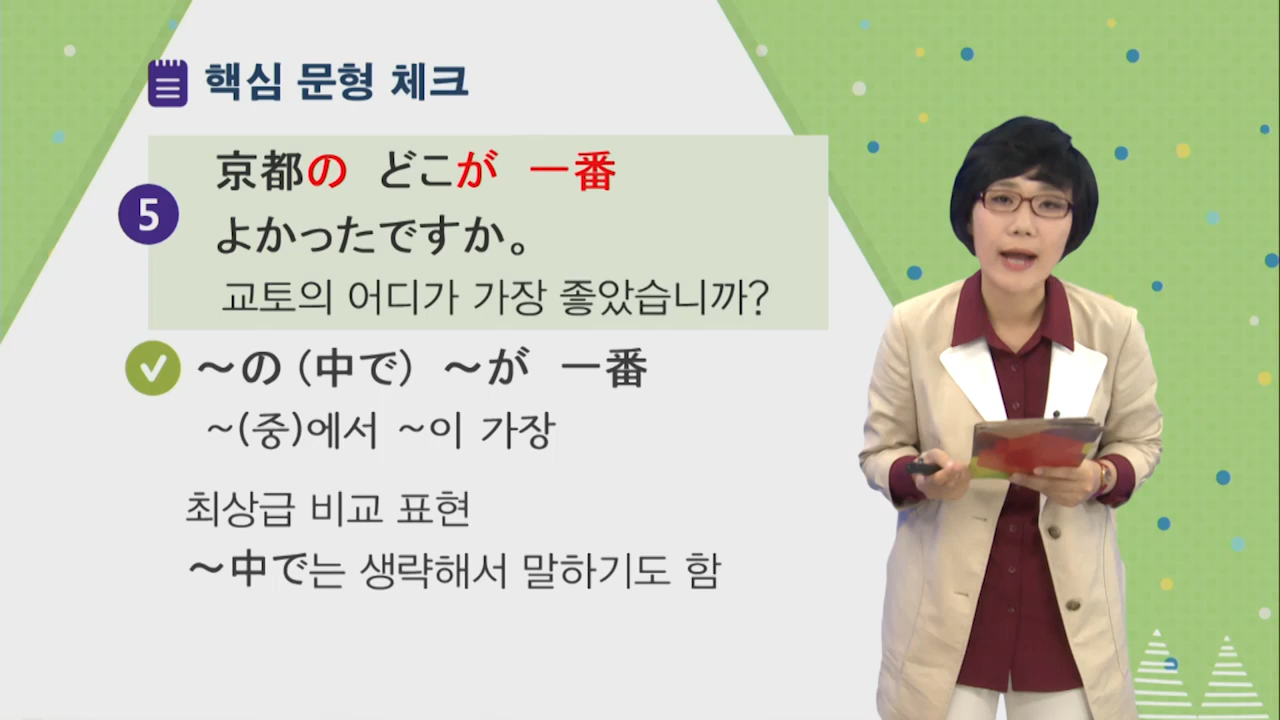 핵심 문형 체크
5
京都の どこが 一番
よかったですか。
교토의 어디가 가장 좋았습니까?
～の (中で) ～が 一番
~(중)에서 ~이 가장
최상급 비교 표현
～中で는 생략해서 말하기도 함